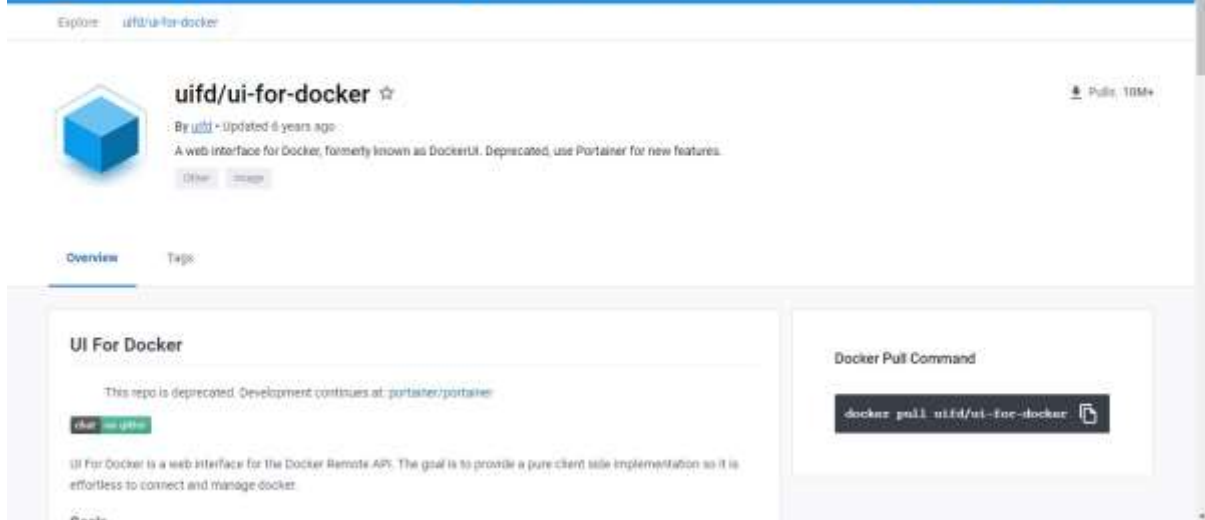 Explore uifd/ui-for-docker
uifd/ui-for-docker ☆
Pulls 10M+
By uifd • Updated 6 years ago
A web interface for Docker, formerly known as DockerUI. Deprecated, use Portainer for new features.
Other Image
Overview Tags
UI For Docker
Docker Pull Command
This repo is deprecated. Development continues at: portainer/portainer
docker pull uifd/ui-for-docker
chat on gitter
UI For Docker is a web interface for the Docker Remote API. The goal is to provide a pure client side implementation so it is
effortless to connect and manage docker.